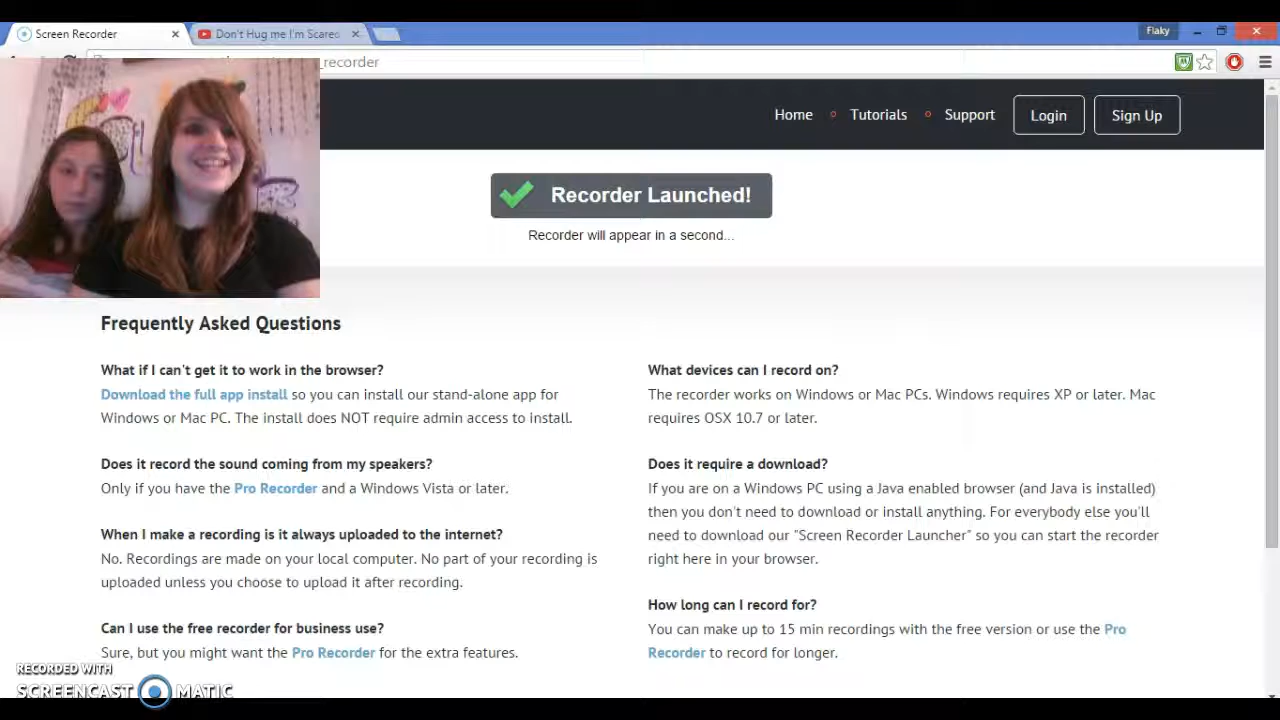 Screen Recorder
Don't Hug me I'm Scared
Flaky
_recorder
Home
Tutorials
Support
Login
Sign Up
Recorder Launched!
Recorder will appear in a second...
Frequently Asked Questions
What if I can't get it to work in the browser?
Download the full app install so you can install our stand-alone app for
Windows or Mac PC. The install does NOT require admin access to install.
Does it record the sound coming from my speakers?
Only if you have the Pro Recorder and a Windows Vista or later.
When I make a recording is it always uploaded to the internet?
No. Recordings are made on your local computer. No part of your recording is
uploaded unless you choose to upload it after recording.
Can I use the free recorder for business use?
Sure, but you might want the Pro Recorder for the extra features.
What devices can I record on?
The recorder works on Windows or Mac PCs. Windows requires XP or later. Mac
requires OSX 10.7 or later.
Does it require a download?
If you are on a Windows PC using a Java enabled browser (and Java is installed)
then you don't need to download or install anything. For everybody else you'll
need to download our "Screen Recorder Launcher" so you can start the recorder
right here in your browser.
How long can I record for?
You can make up to 15 min recordings with the free version or use the Pro
Recorder to record for longer.
RECORDED WITH
SCREENCAST MATIC